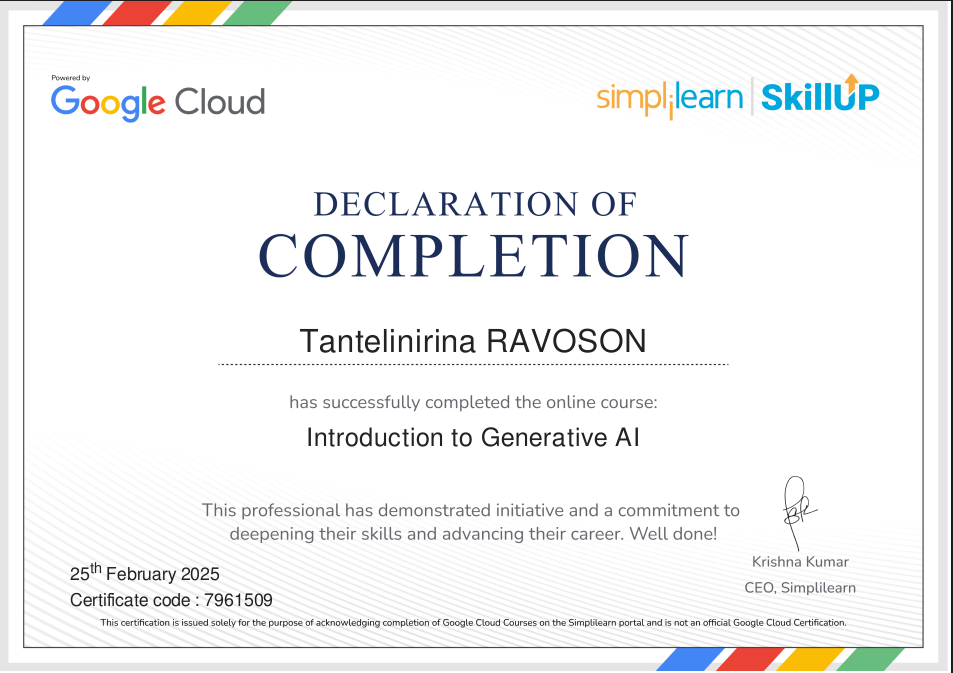 Powered by
Google Cloud
simplilearn | SkillUP
DECLARATION OF
COMPLETION
Tantelinirina RAVOSON
has successfully completed the online course:
Introduction to Generative AI
This professional has demonstrated initiative and a commitment to
deepening their skills and advancing their career. Well done!
Krishna Kumar
CEO, Simplilearn
25th February 2025
Certificate code : 7961509
This certification is issued solely for the purpose of acknowledging completion of Google Cloud Courses on the Simplilearn portal and is not an official Google Cloud Certification.